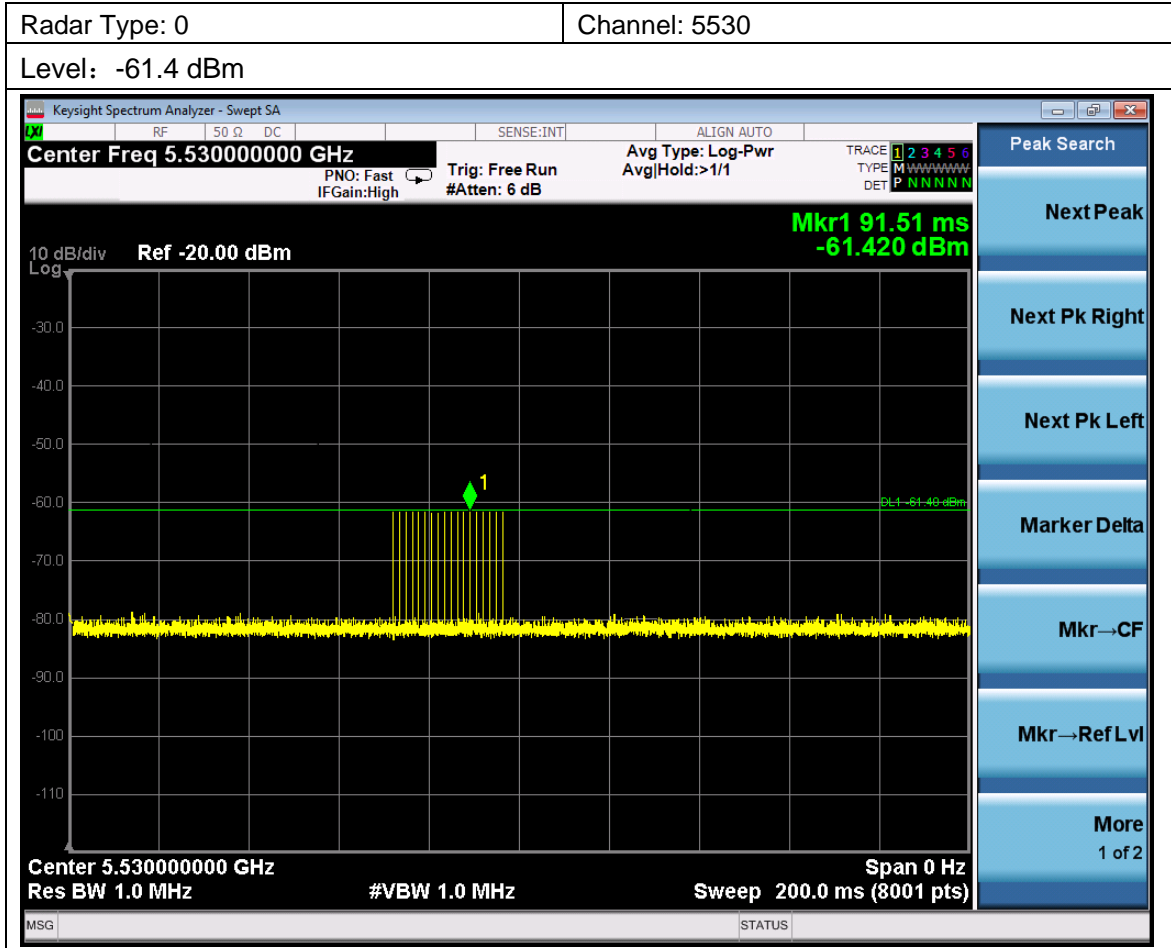 Radar Type: 0
Channel: 5530
Level：-61.4 dBm
Keysight Spectrum Analyzer - Swept SA
LXI RF 50 Ω DC SENSE:INT ALIGN AUTO
Center Freq 5.530000000 GHz
PNO: Fast
IFGain:High
Trig: Free Run
#Atten: 6 dB
Avg Type: Log-Pwr
Avg|Hold:>1/1
TRACE 1 2 3 4 5 6
TYPE M WWWWW
DET P N N N N N
Mkr1 91.51 ms
-61.420 dBm
10 dB/div Ref -20.00 dBm
Log
-30.0
-40.0
-50.0
-60.0
-70.0
-80.0
-90.0
-100
-110
1
DL1 -61.40 dBm
Center 5.530000000 GHz Span 0 Hz
Res BW 1.0 MHz #VBW 1.0 MHz Sweep 200.0 ms (8001 pts)
MSG STATUS
Peak Search
Next Peak
Next Pk Right
Next Pk Left
Marker Delta
Mkr→CF
Mkr→Ref Lvl
More
1 of 2